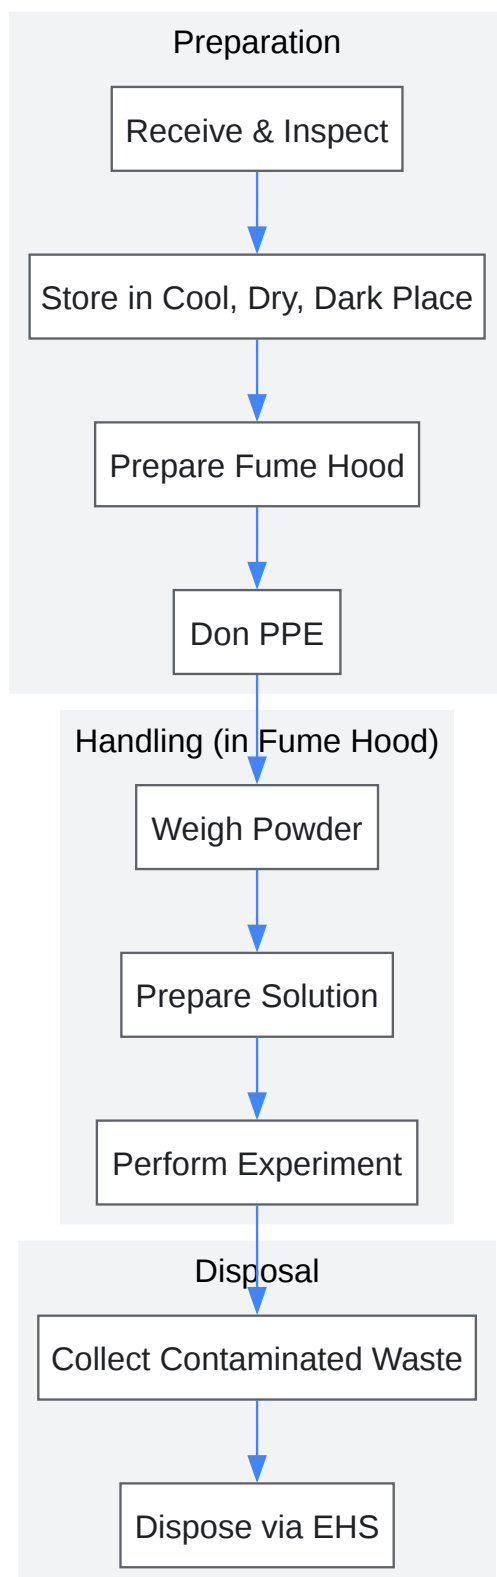 Preparation
Receive & Inspect
Store in Cool, Dry, Dark Place
Prepare Fume Hood
Don PPE
Handling (in Fume Hood)
Weigh Powder
Prepare Solution
Perform Experiment
Disposal
Collect Contaminated Waste
Dispose via EHS